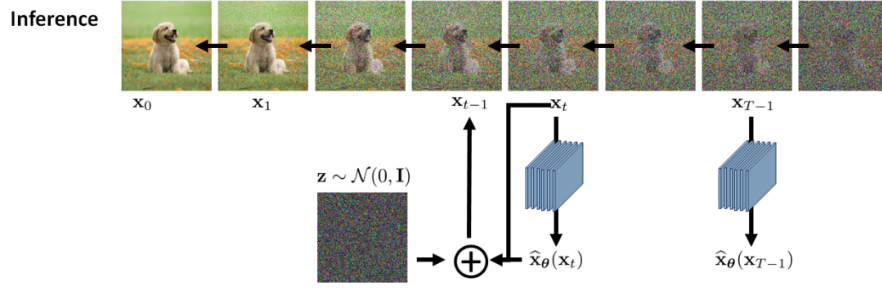 Inference
x_0 x_1 x_{t-1} x_t x_{T-1}
z ∼ N(0, I)
x̂_θ(x_t) x̂_θ(x_{T-1})